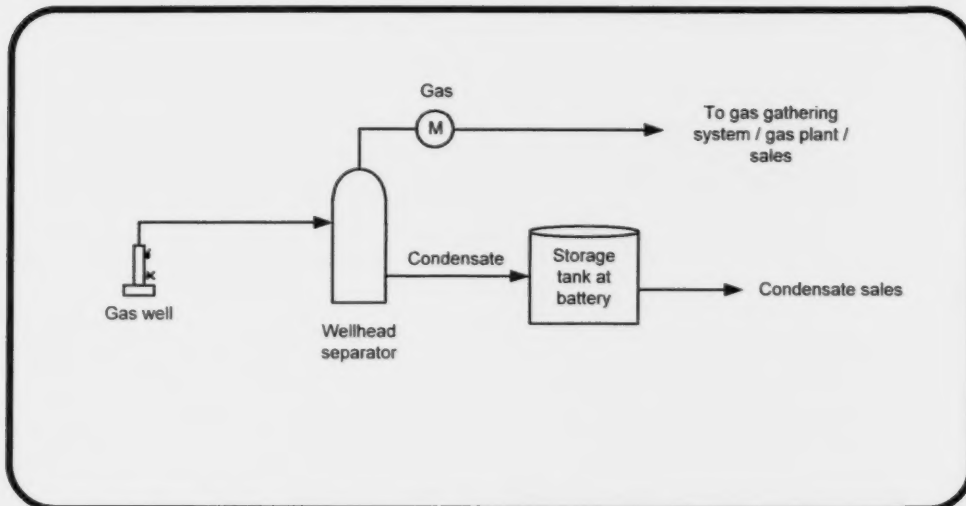 Gas
M
To gas gathering
system / gas plant /
sales
Gas well
Wellhead
separator
Condensate
Storage
tank at
battery
Condensate sales